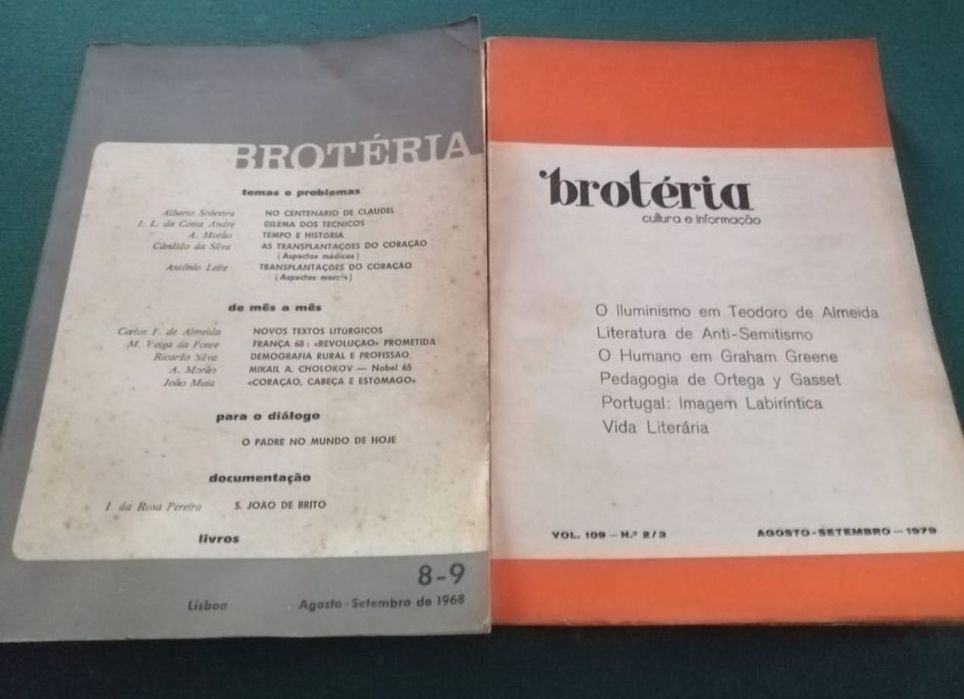 BROTÉRIA
temas e problemas
Alberto Sobreira NO CENTENÁRIO DE CLAUDEL
J. L. da Costa André DILEMA DOS TÉCNICOS
A. Morão TEMPO E HISTÓRIA
Cândido da Silva AS TRANSPLANTAÇÕES DO CORAÇÃO
(Aspectos médicos)
António Leite TRANSPLANTAÇÕES DO CORAÇÃO
(Aspectos morais)
de mês a mês
Carlos F. de Almeida NOVOS TEXTOS LITÚRGICOS
M. Veiga da Fonte FRANÇA 68: «REVOLUÇÃO» PROMETIDA
Ricardo Silva DEMOGRAFIA RURAL E PROFISSÃO
A. Morão MIKAIL A. CHOLOKOV — Nobel 65
João Maia «CORAÇÃO, CABEÇA E ESTÔMAGO»
para o diálogo
O PADRE NO MUNDO DE HOJE
documentação
I. da Rosa Pereira S. JOÃO DE BRITO
livros
8-9
Lisboa Agosto-Setembro de 1968
brotéria
cultura e informação
O Iluminismo em Teodoro de Almeida
Literatura de Anti-Semitismo
O Humano em Graham Greene
Pedagogia de Ortega y Gasset
Portugal: Imagem Labiríntica
Vida Literária
VOL. 109 — N.º 2/3 AGOSTO-SETEMBRO — 1979